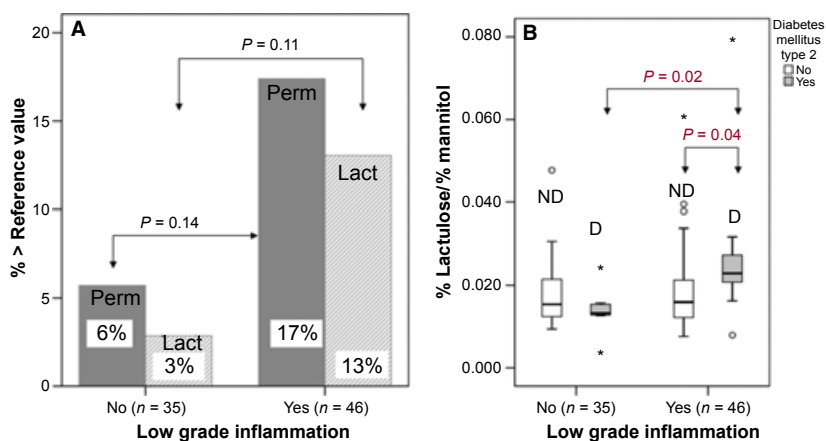 A
% > Reference value
20
15
10
5
0
P = 0.11
Perm
Lact
P = 0.14
Perm
6%
Lact
3%
17%
13%
No (n = 35)
Yes (n = 46)
Low grade inflammation
B
Diabetes
mellitus
type 2
No
Yes
% Lactulose/% mannitol
0.080
0.060
0.040
0.020
0.000
*
P = 0.02
*
P = 0.04
ND
ND
D
D
*
*
No (n = 35)
Yes (n = 46)
Low grade inflammation